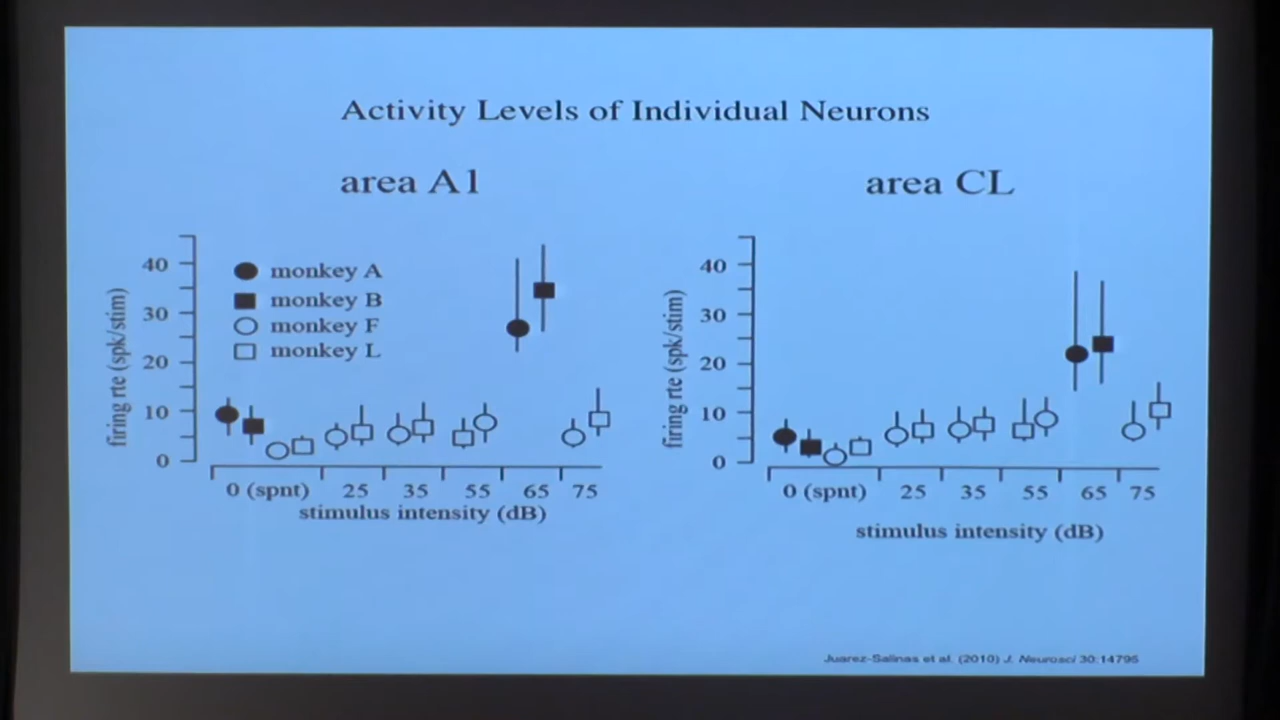 Activity Levels of Individual Neurons
area A1
40
30
20
10
0
firing rte (spk/stim)
monkey A
monkey B
monkey F
monkey L
0 (spnt) 25 35 55 65 75
stimulus intensity (dB)
area CL
40
30
20
10
0
firing rte (spk/stim)
0 (spnt) 25 35 55 65 75
stimulus intensity (dB)
Juarez-Salinas et al. (2010) J. Neurosci 30:14795